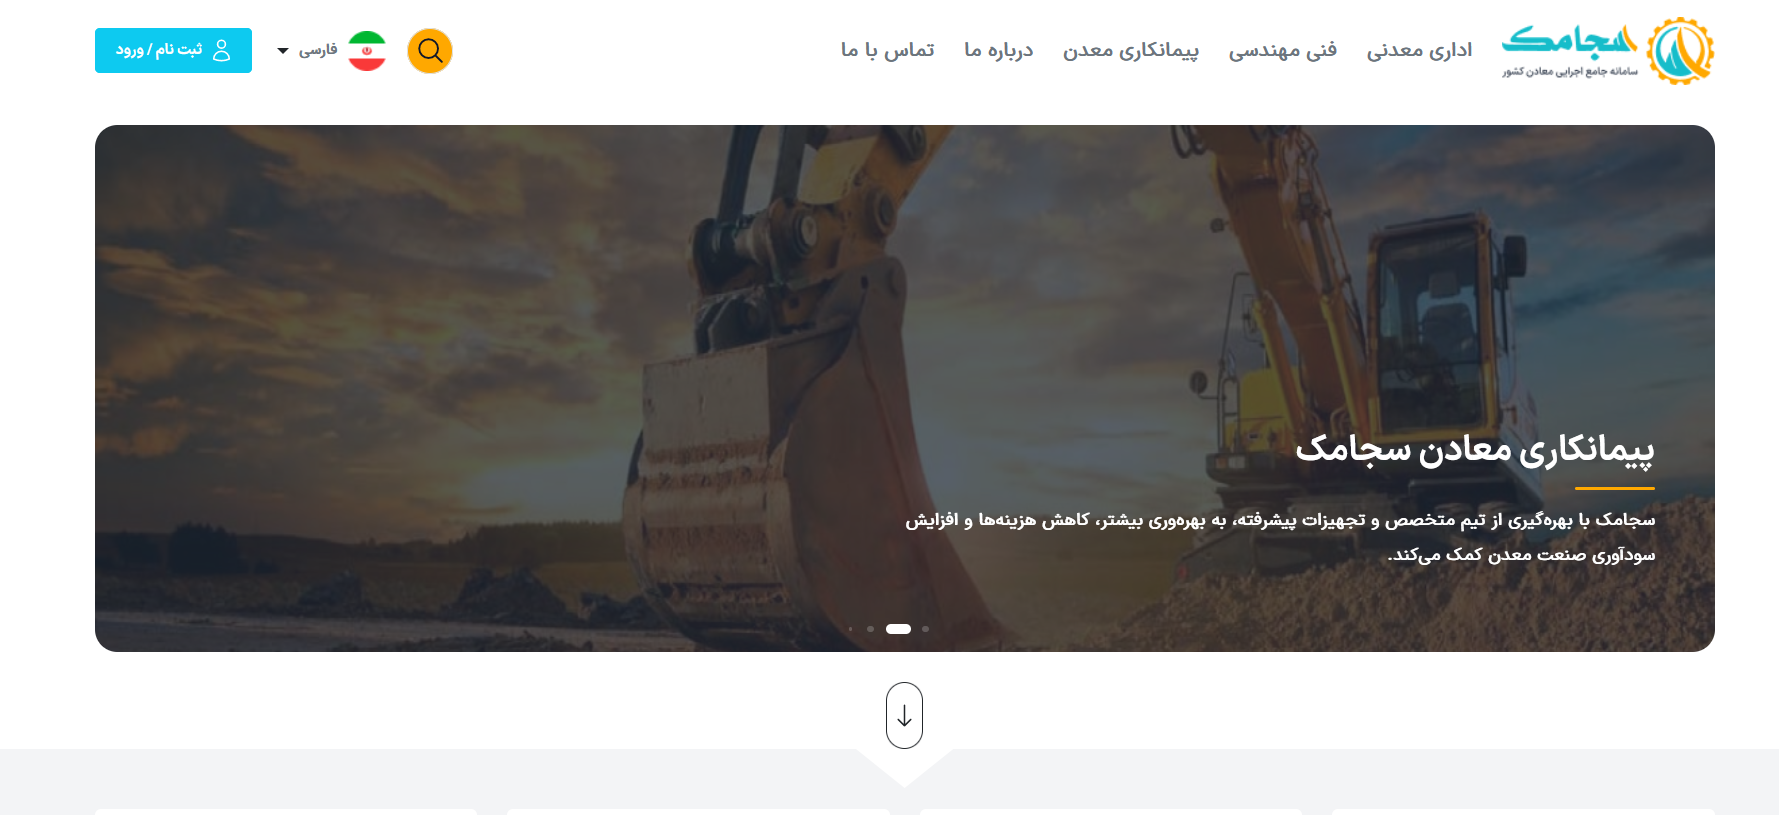 سجامک
سامانه جامع اجرایی معادن کشور
اداری معدنی
فنی مهندسی
پیمانکاری معدن
درباره ما
تماس با ما
فارسی
ثبت نام / ورود
پیمانکاری معادن سجامک
سجامک با بهره‌گیری از تیم متخصص و تجهیزات پیشرفته، به بهره‌وری بیشتر، کاهش هزینه‌ها و افزایش
سودآوری صنعت معدن کمک می‌کند.